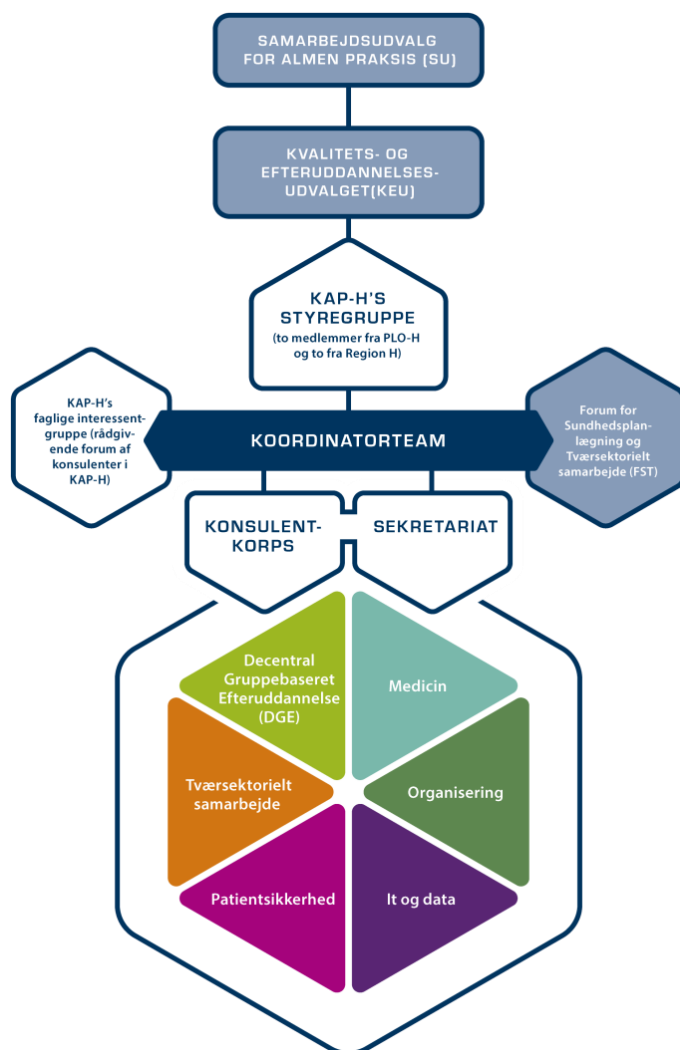 SAMARBEJDSUDVALG
FOR ALMEN PRAKSIS (SU)
KVALITETS- OG
EFTERUDDANNELSES-
UDVALGET(KEU)
KAP-H'S
STYREGRUPPE
(to medlemmer fra PLO-H
og to fra Region H)
KAP-H's
faglige interessent-
gruppe (rådgiv-
ende forum af
konsulenter i
KAP-H)
KOORDINATORTEAM
Forum for
Sundhedsplan-
lægning og
Tværsektorielt
samarbejde (FST)
KONSULENT-
KORPS
SEKRETARIAT
Decentral
Gruppebaseret
Efteruddannelse
(DGE)
Medicin
Tværsektorielt
samarbejde
Organisering
Patientsikkerhed
It og data